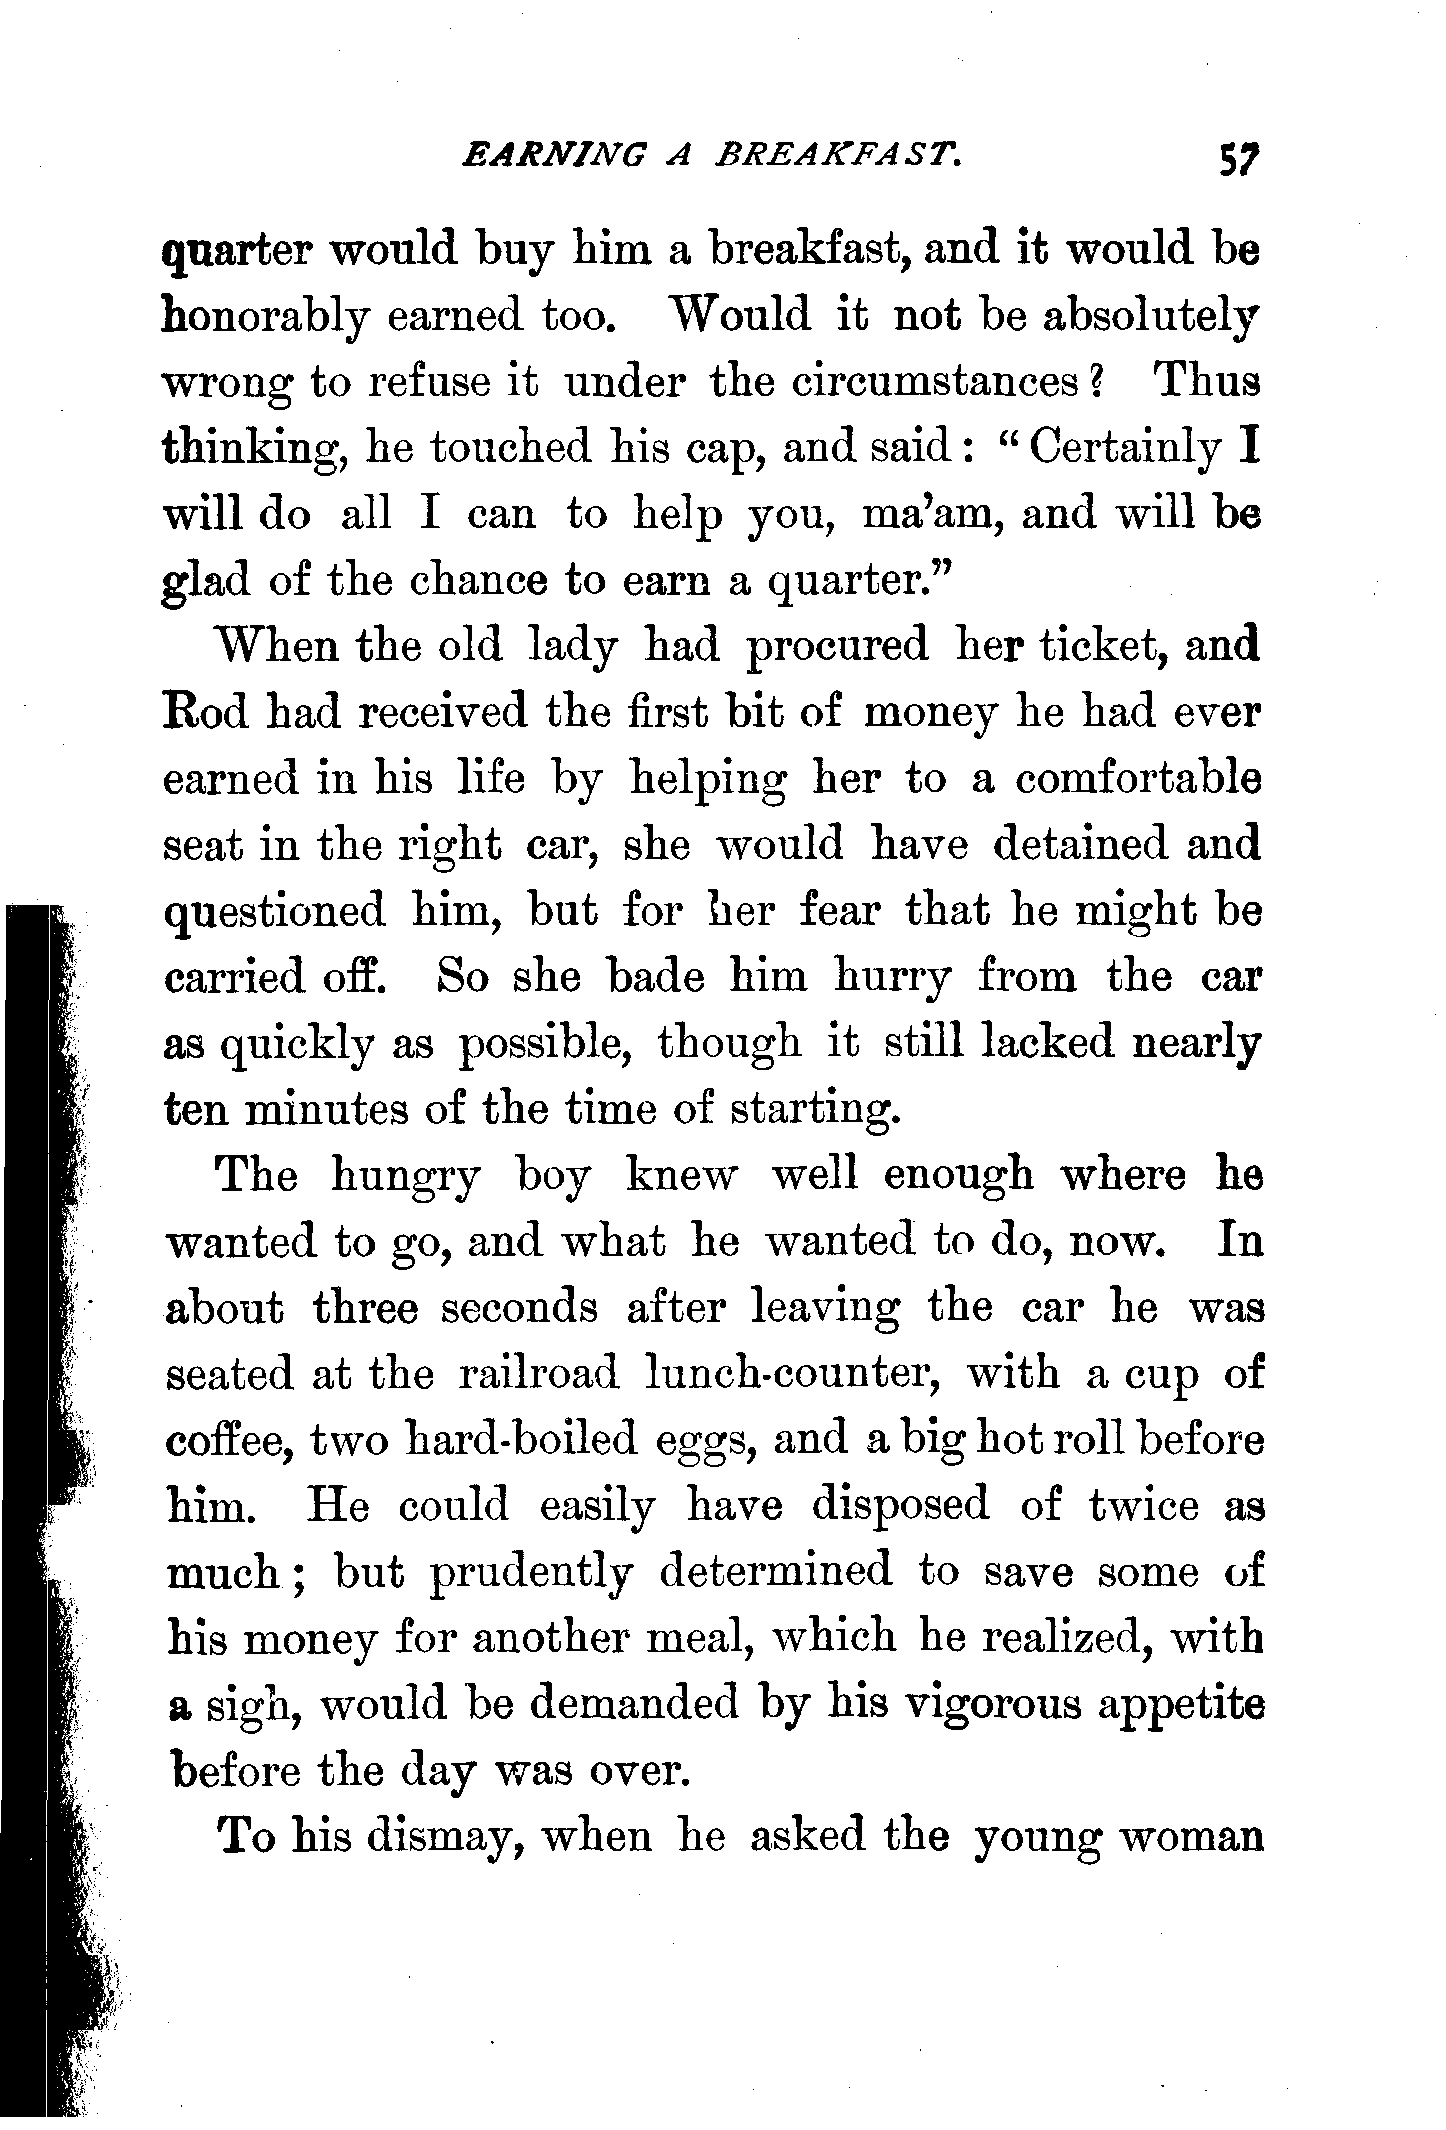 EARNING A BREAKFAST. 57
quarter would buy him a breakfast, and it would be
honorably earned too. Would it not be absolutely
wrong to refuse it under the circumstances? Thus
thinking, he touched his cap, and said: "Certainly I
will do all I can to help you, ma'am, and will be
glad of the chance to earn a quarter."
When the old lady had procured her ticket, and
Rod had received the first bit of money he had ever
earned in his life by helping her to a comfortable
seat in the right car, she would have detained and
questioned him, but for her fear that he might be
carried off. So she bade him hurry from the car
as quickly as possible, though it still lacked nearly
ten minutes of the time of starting.
The hungry boy knew well enough where he
wanted to go, and what he wanted to do, now. In
about three seconds after leaving the car he was
seated at the railroad lunch-counter, with a cup of
coffee, two hard-boiled eggs, and a big hot roll before
him. He could easily have disposed of twice as
much; but prudently determined to save some of
his money for another meal, which he realized, with
a sigh, would be demanded by his vigorous appetite
before the day was over.
To his dismay, when he asked the young woman